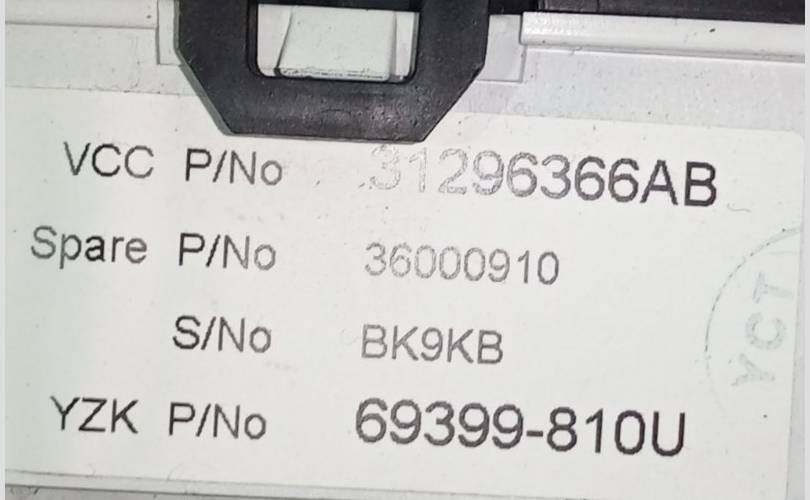 VCC P/No 31296366AB
Spare P/No 36000910
S/No BK9KB
YZK P/No 69399-810U
YCT